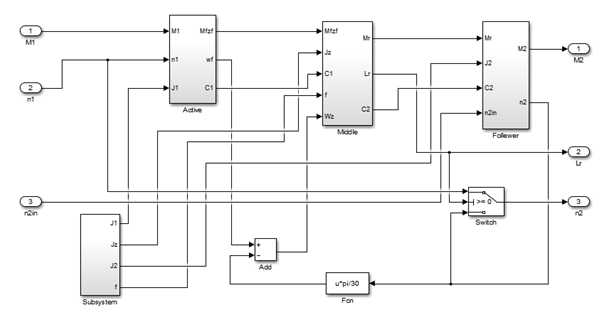 1
M1
2
n1
3
n2in
M1
n1
J1
Mfzf
wf
C1
Active
Mfzf
Jz
C1
f
Wz
Mr
Lr
C2
Middle
Mr
J2
C2
n2in
M2
n2
Follewer
1
M2
2
Lr
3
n2
>= 0
Switch
J1
Jz
J2
f
Subsystem
+
−
Add
u*pi/30
Fcn